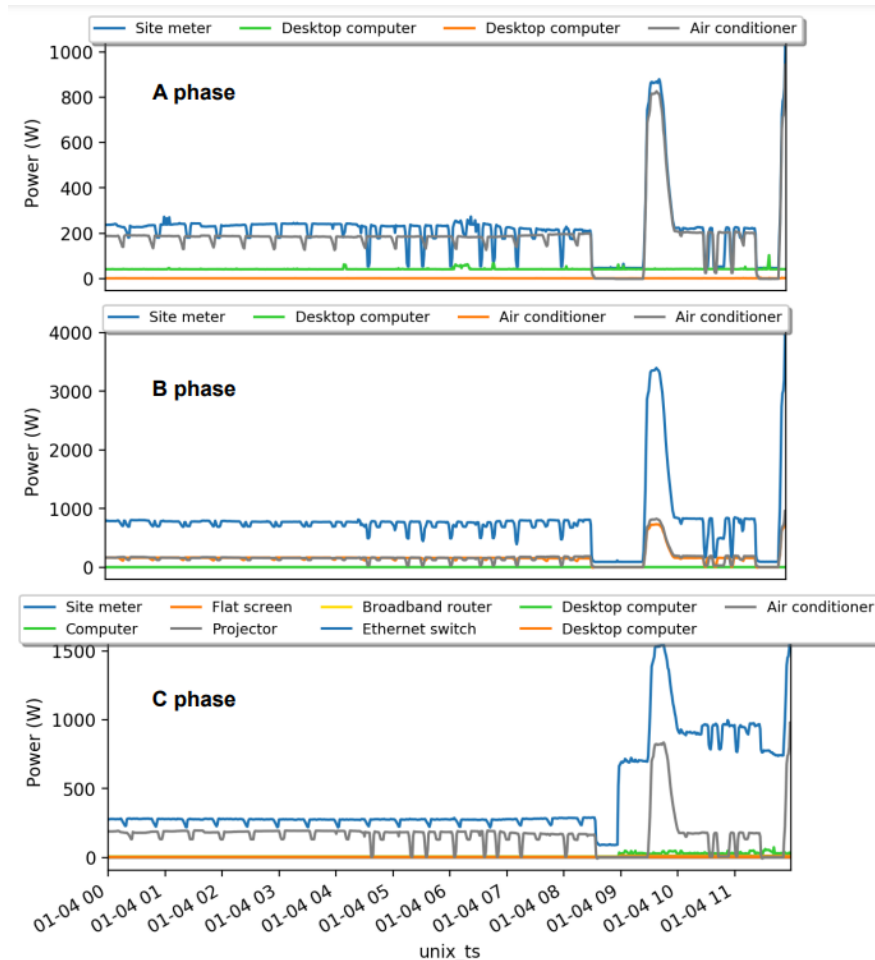 Site meter Desktop computer Desktop computer Air conditioner
1000
A phase
800
600
400
200
0
Power (W)
Site meter Desktop computer Air conditioner Air conditioner
4000
B phase
3000
2000
1000
0
Power (W)
Site meter Flat screen Broadband router Desktop computer Air conditioner
Computer Projector Ethernet switch Desktop computer
1500
C phase
1000
500
0
Power (W)
01-04 00 01-04 01 01-04 02 01-04 03 01-04 04 01-04 05 01-04 06 01-04 07 01-04 08 01-04 09 01-04 10 01-04 11
unix_ts